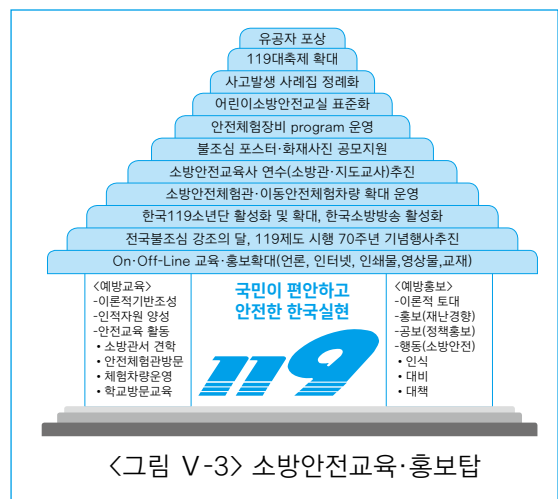 유공자 포상
119대축제 확대
사고발생 사례집 정례화
어린이소방안전교실 표준화
안전체험장비 program 운영
불조심 포스터·화재사진 공모지원
소방안전교육사 연수(소방관·지도교사)추진
소방안전체험관·이동안전체험차량 확대 운영
한국119소년단 활성화 및 확대, 한국소방방송 활성화
전국불조심 강조의 달, 119제도 시행 70주년 기념행사추진
On·Off-Line 교육·홍보확대(언론, 인터넷, 인쇄물,영상물,교재)
<예방교육>
-이론적기반조성
-인적자원 양성
-안전교육 활동
• 소방관서 견학
• 안전체험관방문
• 체험차량운영
• 학교방문교육
국민이 편안하고
안전한 한국실현
119
<예방홍보>
-이론적 토대
-홍보(재난경향)
-공보(정책홍보)
-행동(소방안전)
• 인식
• 대비
• 대책
<그림 Ⅴ-3> 소방안전교육·홍보탑